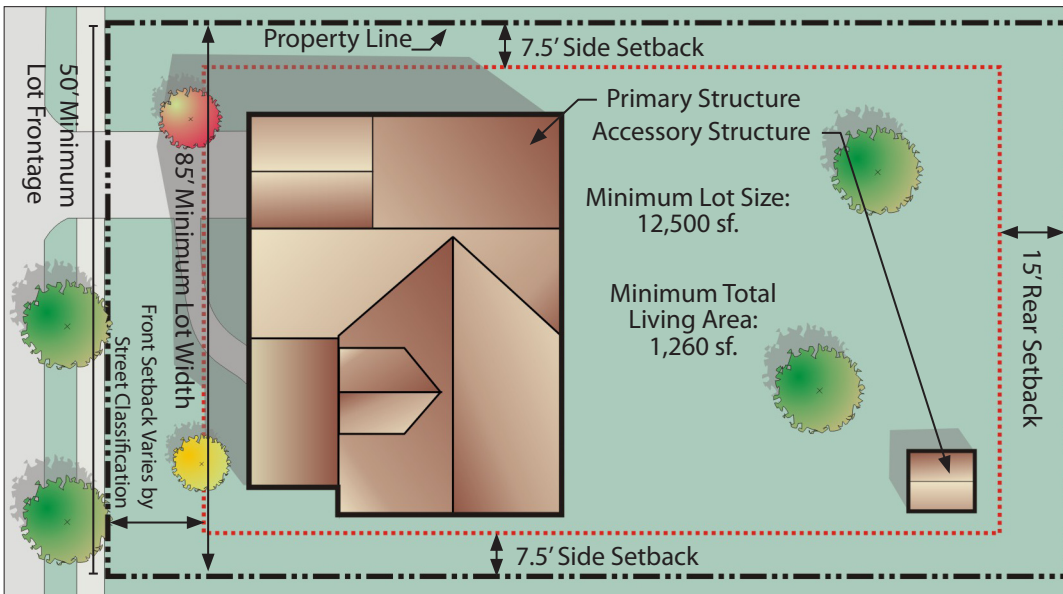 Property Line
7.5' Side Setback
50' Minimum
Lot Frontage
85' Minimum Lot Width
Front Setback Varies by
Street Classification
Primary Structure
Accessory Structure
Minimum Lot Size:
12,500 sf.
Minimum Total
Living Area:
1,260 sf.
15' Rear Setback
7.5' Side Setback